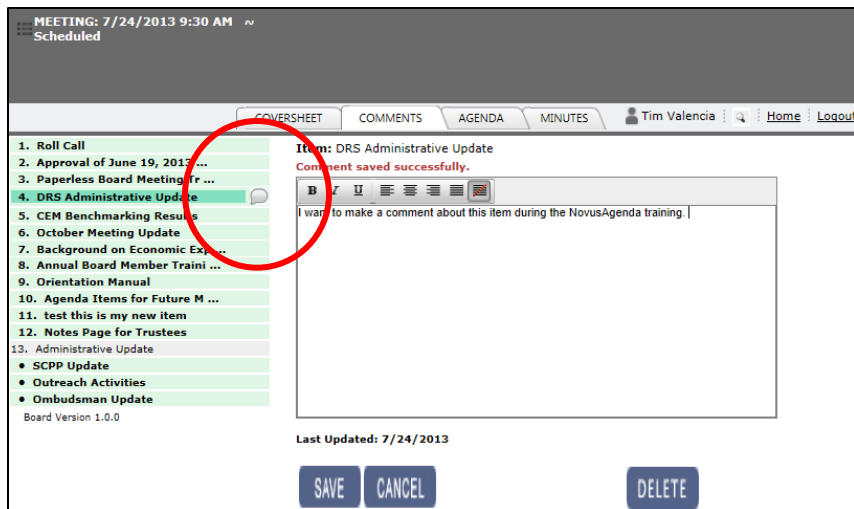 MEETING: 7/24/2013 9:30 AM ~
Scheduled
COVERSHEET COMMENTS AGENDA MINUTES Tim Valencia Home Logout
1. Roll Call
2. Approval of June 19, 2013 ...
3. Paperless Board Meeting Tr ...
4. DRS Administrative Update
5. CEM Benchmarking Results
6. October Meeting Update
7. Background on Economic Exp ...
8. Annual Board Member Traini ...
9. Orientation Manual
10. Agenda Items for Future M ...
11. test this is my new item
12. Notes Page for Trustees
13. Administrative Update
• SCPP Update
• Outreach Activities
• Ombudsman Update
Board Version 1.0.0
Item: DRS Administrative Update
Comment saved successfully.
B I U
I want to make a comment about this item during the NovusAgenda training.
Last Updated: 7/24/2013
SAVE CANCEL DELETE